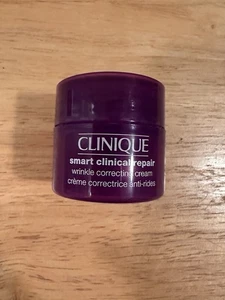 CLINIQUE
smart clinical repair
wrinkle correcting cream
crème correctrice anti-rides